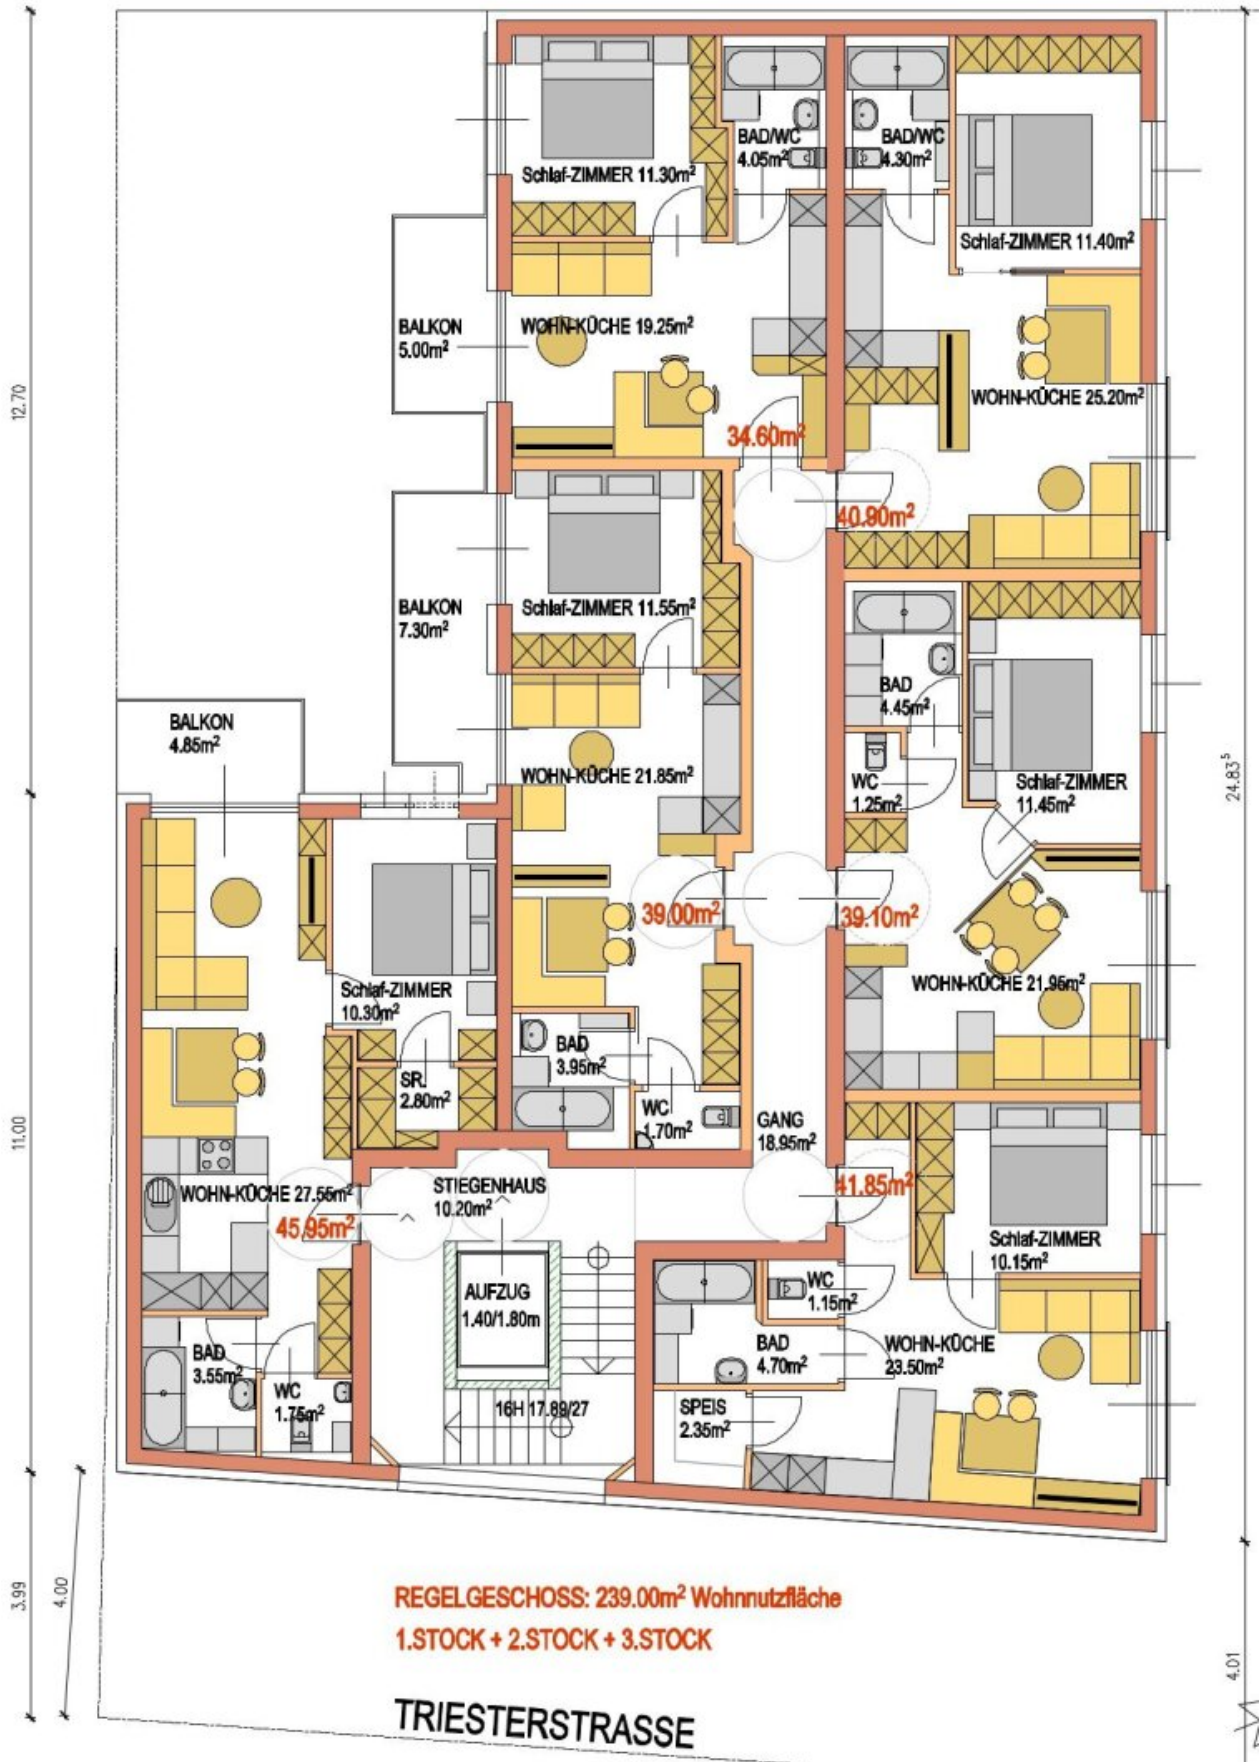 BAD/WC
4.05m²
BAD/WC
4.30m²
Schlaf-ZIMMER 11.30m²
Schlaf-ZIMMER 11.40m²
BALKON
5.00m²
WOHN-KÜCHE 19.25m²
12.70
WOHN-KÜCHE 25.20m²
34.60m²
40.90m²
BALKON
7.30m²
Schlaf-ZIMMER 11.55m²
BAD
4.45m²
BALKON
4.85m²
WOHN-KÜCHE 21.85m²
WC
1.25m²
Schlaf-ZIMMER
11.45m²
24.83⁵
39.00m²
39.10m²
Schlaf-ZIMMER
10.30m²
WOHN-KÜCHE 21.95m²
BAD
3.95m²
SR.
2.80m²
WC
1.70m²
GANG
18.95m²
11.00
WOHN-KÜCHE 27.55m²
45.95m²
STIEGENHAUS
10.20m²
41.85m²
Schlaf-ZIMMER
10.15m²
AUFZUG
1.40/1.80m
WC
1.15m²
BAD
3.55m²
BAD
4.70m²
WOHN-KÜCHE
23.50m²
WC
1.75m²
16H 17.89/27
SPEIS
2.35m²
3.99
4.00
REGELGESCHOSS: 239.00m² Wohnnutzfläche
1.STOCK + 2.STOCK + 3.STOCK
4.01
TRIESTERSTRASSE